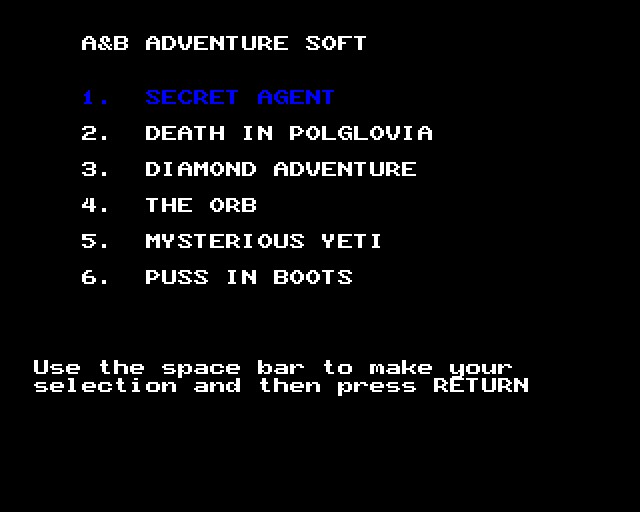 A&B ADVENTURE SOFT
1. SECRET AGENT
2. DEATH IN POLGLOVIA
3. DIAMOND ADVENTURE
4. THE ORB
5. MYSTERIOUS YETI
6. PUSS IN BOOTS
Use the space bar to make your
selection and then press RETURN